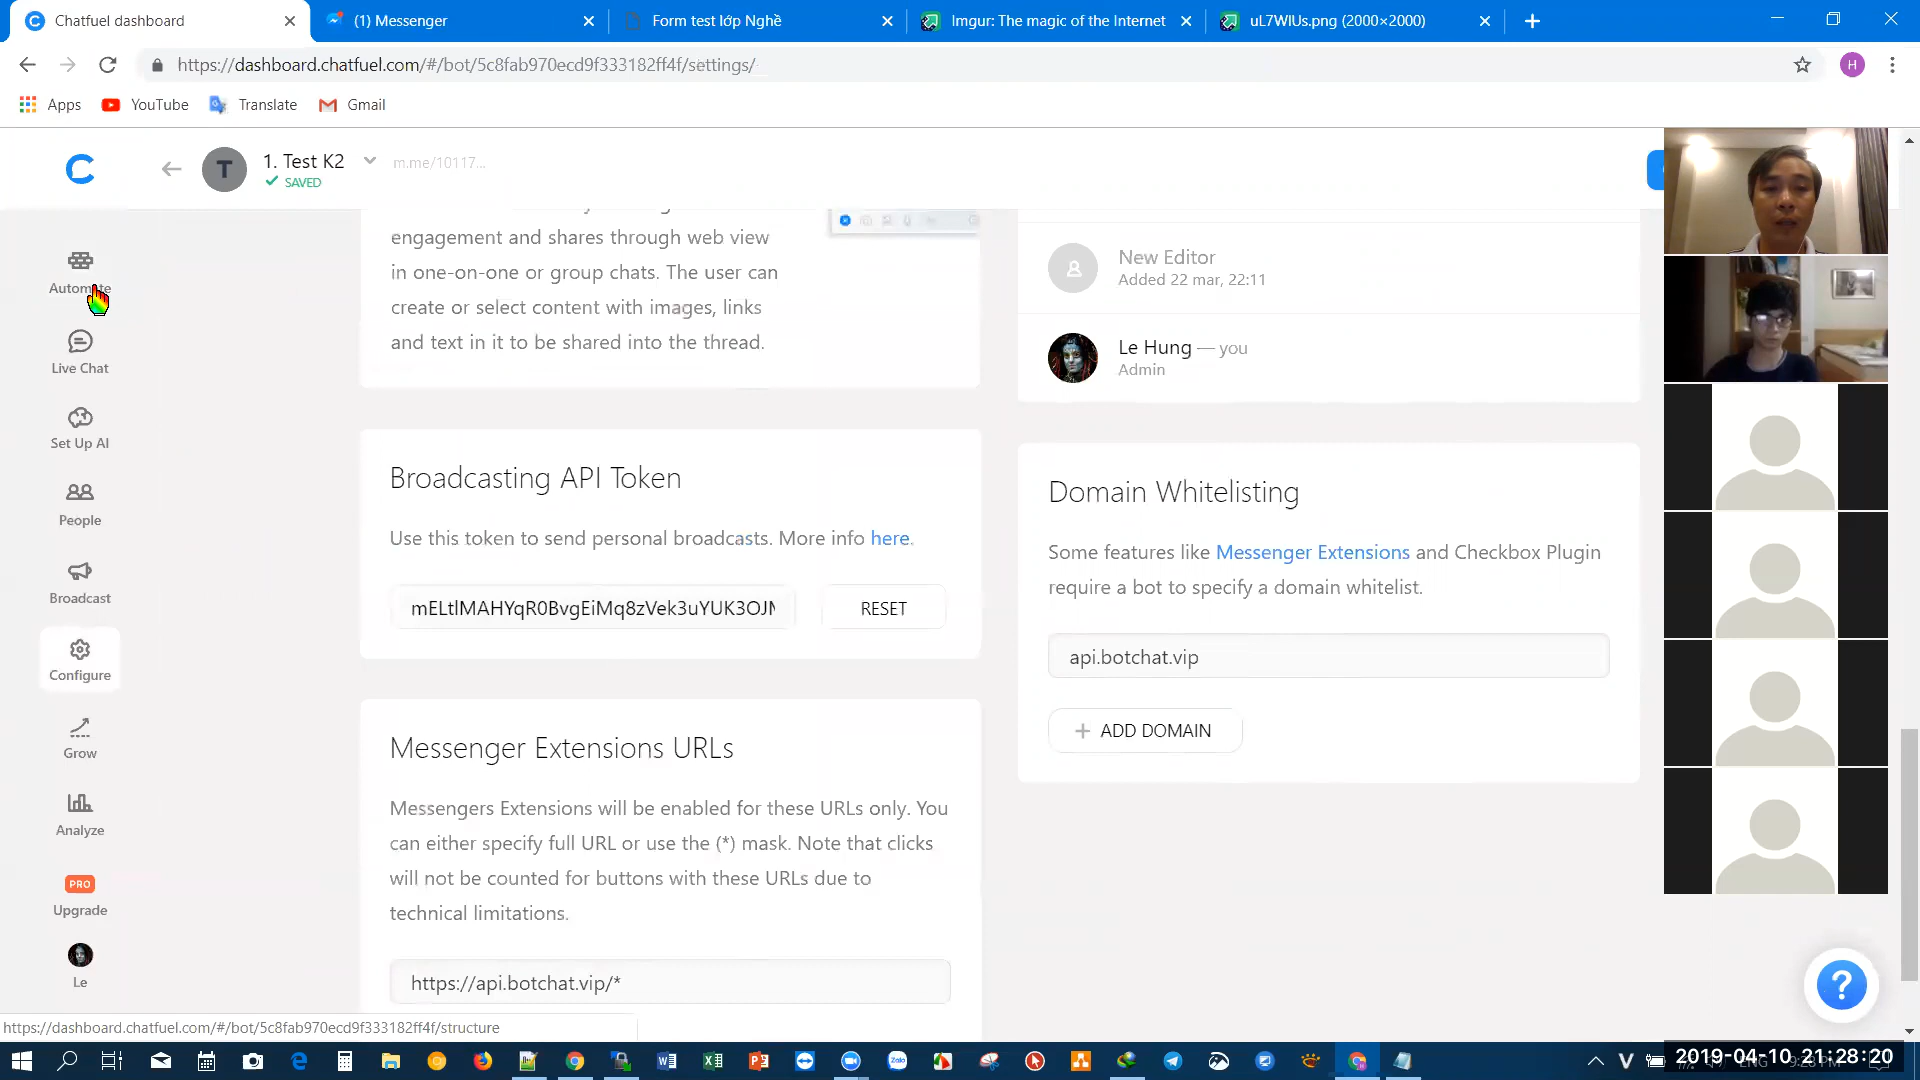 Chatfuel dashboard
(1) Messenger
Form test lớp Nghề
Imgur: The magic of the Internet
uL7WlUs.png (2000×2000)
https://dashboard.chatfuel.com/#/bot/5c8fab970ecd9f333182ff4f/settings/
H
Apps
YouTube
Translate
Gmail
T
1. Test K2
SAVED
m.me/10117...
Automate
Live Chat
Set Up AI
People
Broadcast
Configure
Grow
Analyze
PRO
Upgrade
Le
engagement and shares through web view
in one-on-one or group chats. The user can
create or select content with images, links
and text in it to be shared into the thread.
New Editor
Added 22 mar, 22:11
Le Hung — you
Admin
Broadcasting API Token
Use this token to send personal broadcasts. More info here.
mELtlMAHYqR0BvgEiMq8zVek3uYUK3OJM
RESET
Domain Whitelisting
Some features like Messenger Extensions and Checkbox Plugin
require a bot to specify a domain whitelist.
api.botchat.vip
+ ADD DOMAIN
Messenger Extensions URLs
Messengers Extensions will be enabled for these URLs only. You
can either specify full URL or use the (*) mask. Note that clicks
will not be counted for buttons with these URLs due to
technical limitations.
https://api.botchat.vip/*
?
https://dashboard.chatfuel.com/#/bot/5c8fab970ecd9f333182ff4f/structure
2019-04-10 21:28:20